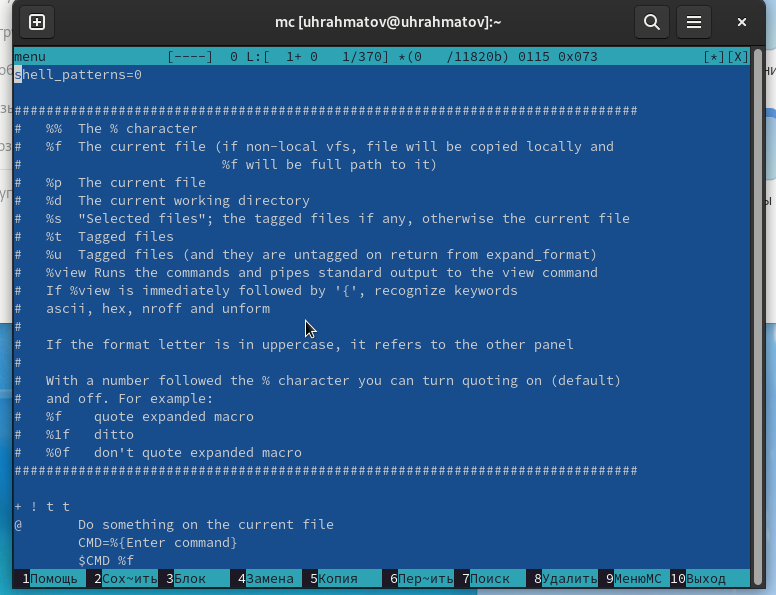 mc [uhrahmatov@uhrahmatov]:~
menu               [----]  0 L:[  1+ 0   1/370] *(0   /11820b) 0115 0x073             [*][X]
shell_patterns=0
##############################################################################
#   %%  The % character
#   %f  The current file (if non-local vfs, file will be copied locally and
#                         %f will be full path to it)
#   %p  The current file
#   %d  The current working directory
#   %s  "Selected files"; the tagged files if any, otherwise the current file
#   %t  Tagged files
#   %u  Tagged files (and they are untagged on return from expand_format)
#   %view Runs the commands and pipes standard output to the view command
#   If %view is immediately followed by '{', recognize keywords
#   ascii, hex, nroff and unform
#
#   If the format letter is in uppercase, it refers to the other panel
#
#   With a number followed the % character you can turn quoting on (default)
#   and off. For example:
#   %f    quote expanded macro
#   %1f   ditto
#   %0f   don't quote expanded macro
##############################################################################
+ ! t t
@       Do something on the current file
        CMD=%{Enter command}
        $CMD %f
1Помощь 2Сох~ить 3Блок 4Замена 5Копия 6Пер~ить 7Поиск 8Удалить 9МенюМС 10Выход